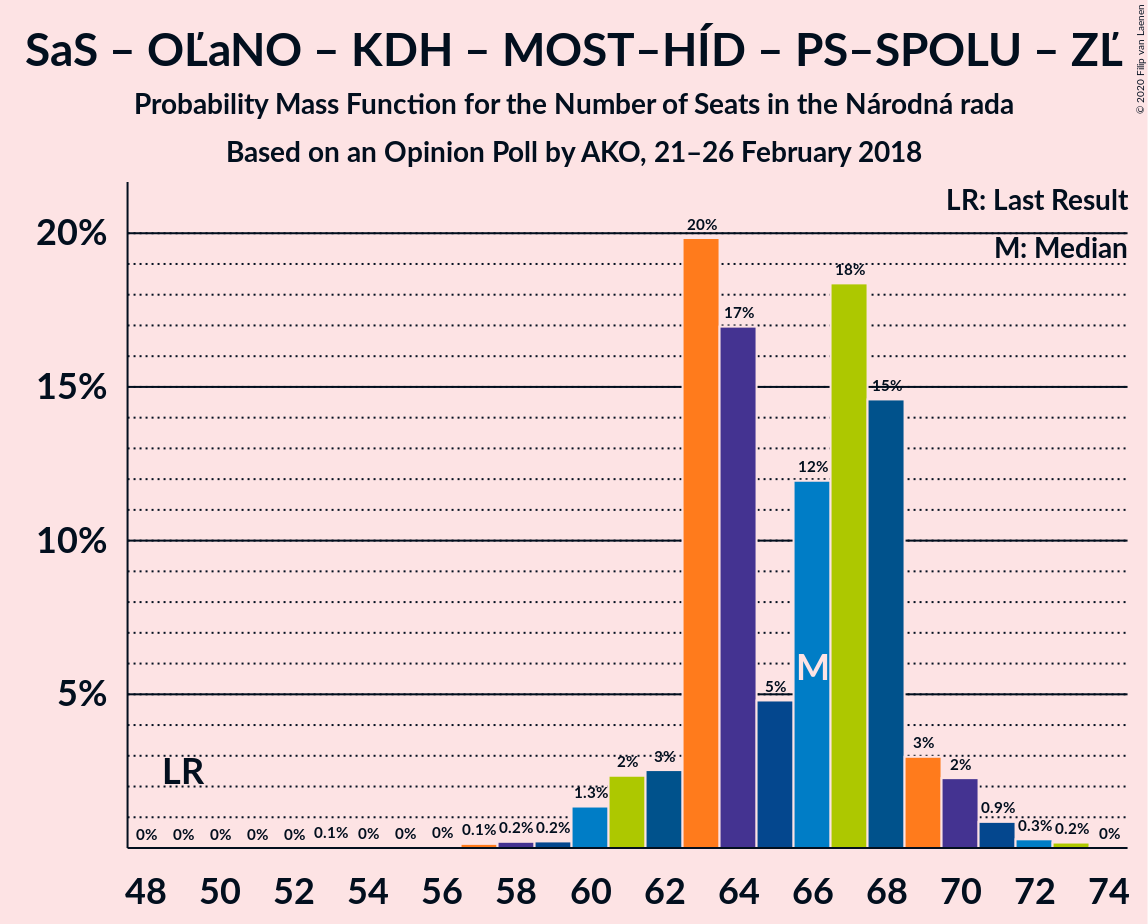 SaS – OĽaNO – KDH – MOST–HÍD – PS–SPOLU – ZĽ
Probability Mass Function for the Number of Seats in the Národná rada
Based on an Opinion Poll by AKO, 21–26 February 2018
© 2020 Filip van Laenen
LR: Last Result
M: Median
20%
15%
10%
5%
0% 0% 0% 0% 0% 0.1% 0% 0% 0% 0.1% 0.2% 0.2% 1.3% 2% 3% 20% 17% 5% 12% 18% 15% 3% 2% 0.9% 0.3% 0.2% 0%
LR
M
48 50 52 54 56 58 60 62 64 66 68 70 72 74